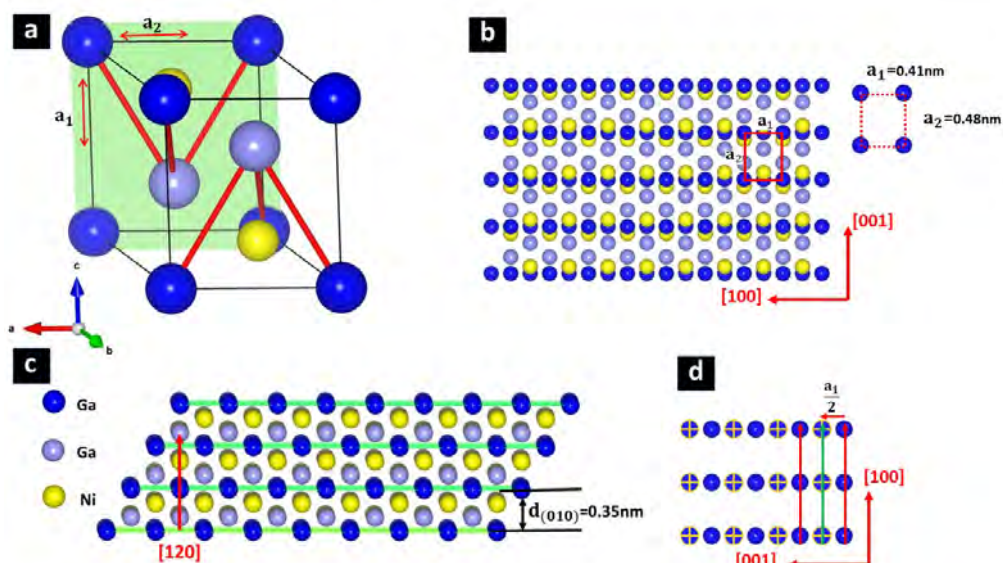 a
a₂
a₁
c
a
b
b
a₁=0.41nm
a₂=0.48nm
a₁
a₂
[001]
[100]
c
Ga
Ga
Ni
d(010)=0.35nm
[120]
d
a₁
2
[100]
[001]